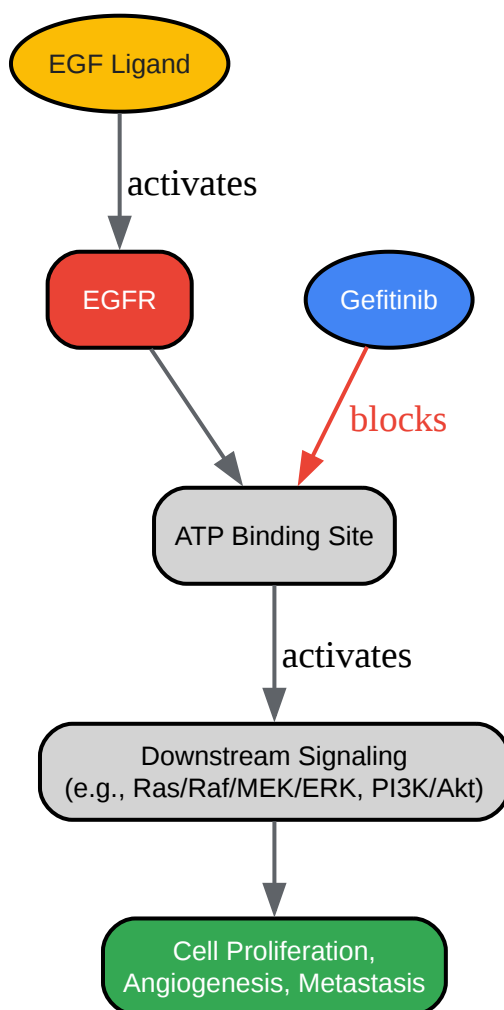 EGF Ligand
activates
EGFR
Gefitinib
blocks
ATP Binding Site
activates
Downstream Signaling
(e.g., Ras/Raf/MEK/ERK, PI3K/Akt)
Cell Proliferation,
Angiogenesis, Metastasis